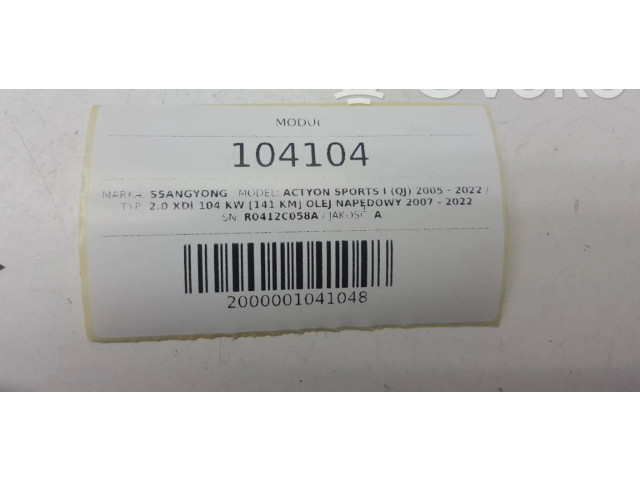 MODUŁ
104104
MARKA: SSANGYONG / MODEL: ACTYON SPORTS I (QJ) 2005 - 2022 /
TYP: 2.0 XDI 104 KW [141 KM] OLEJ NAPĘDOWY 2007 - 2022
SN: R0412C058A / JAKOŚĆ: A
2000001041048